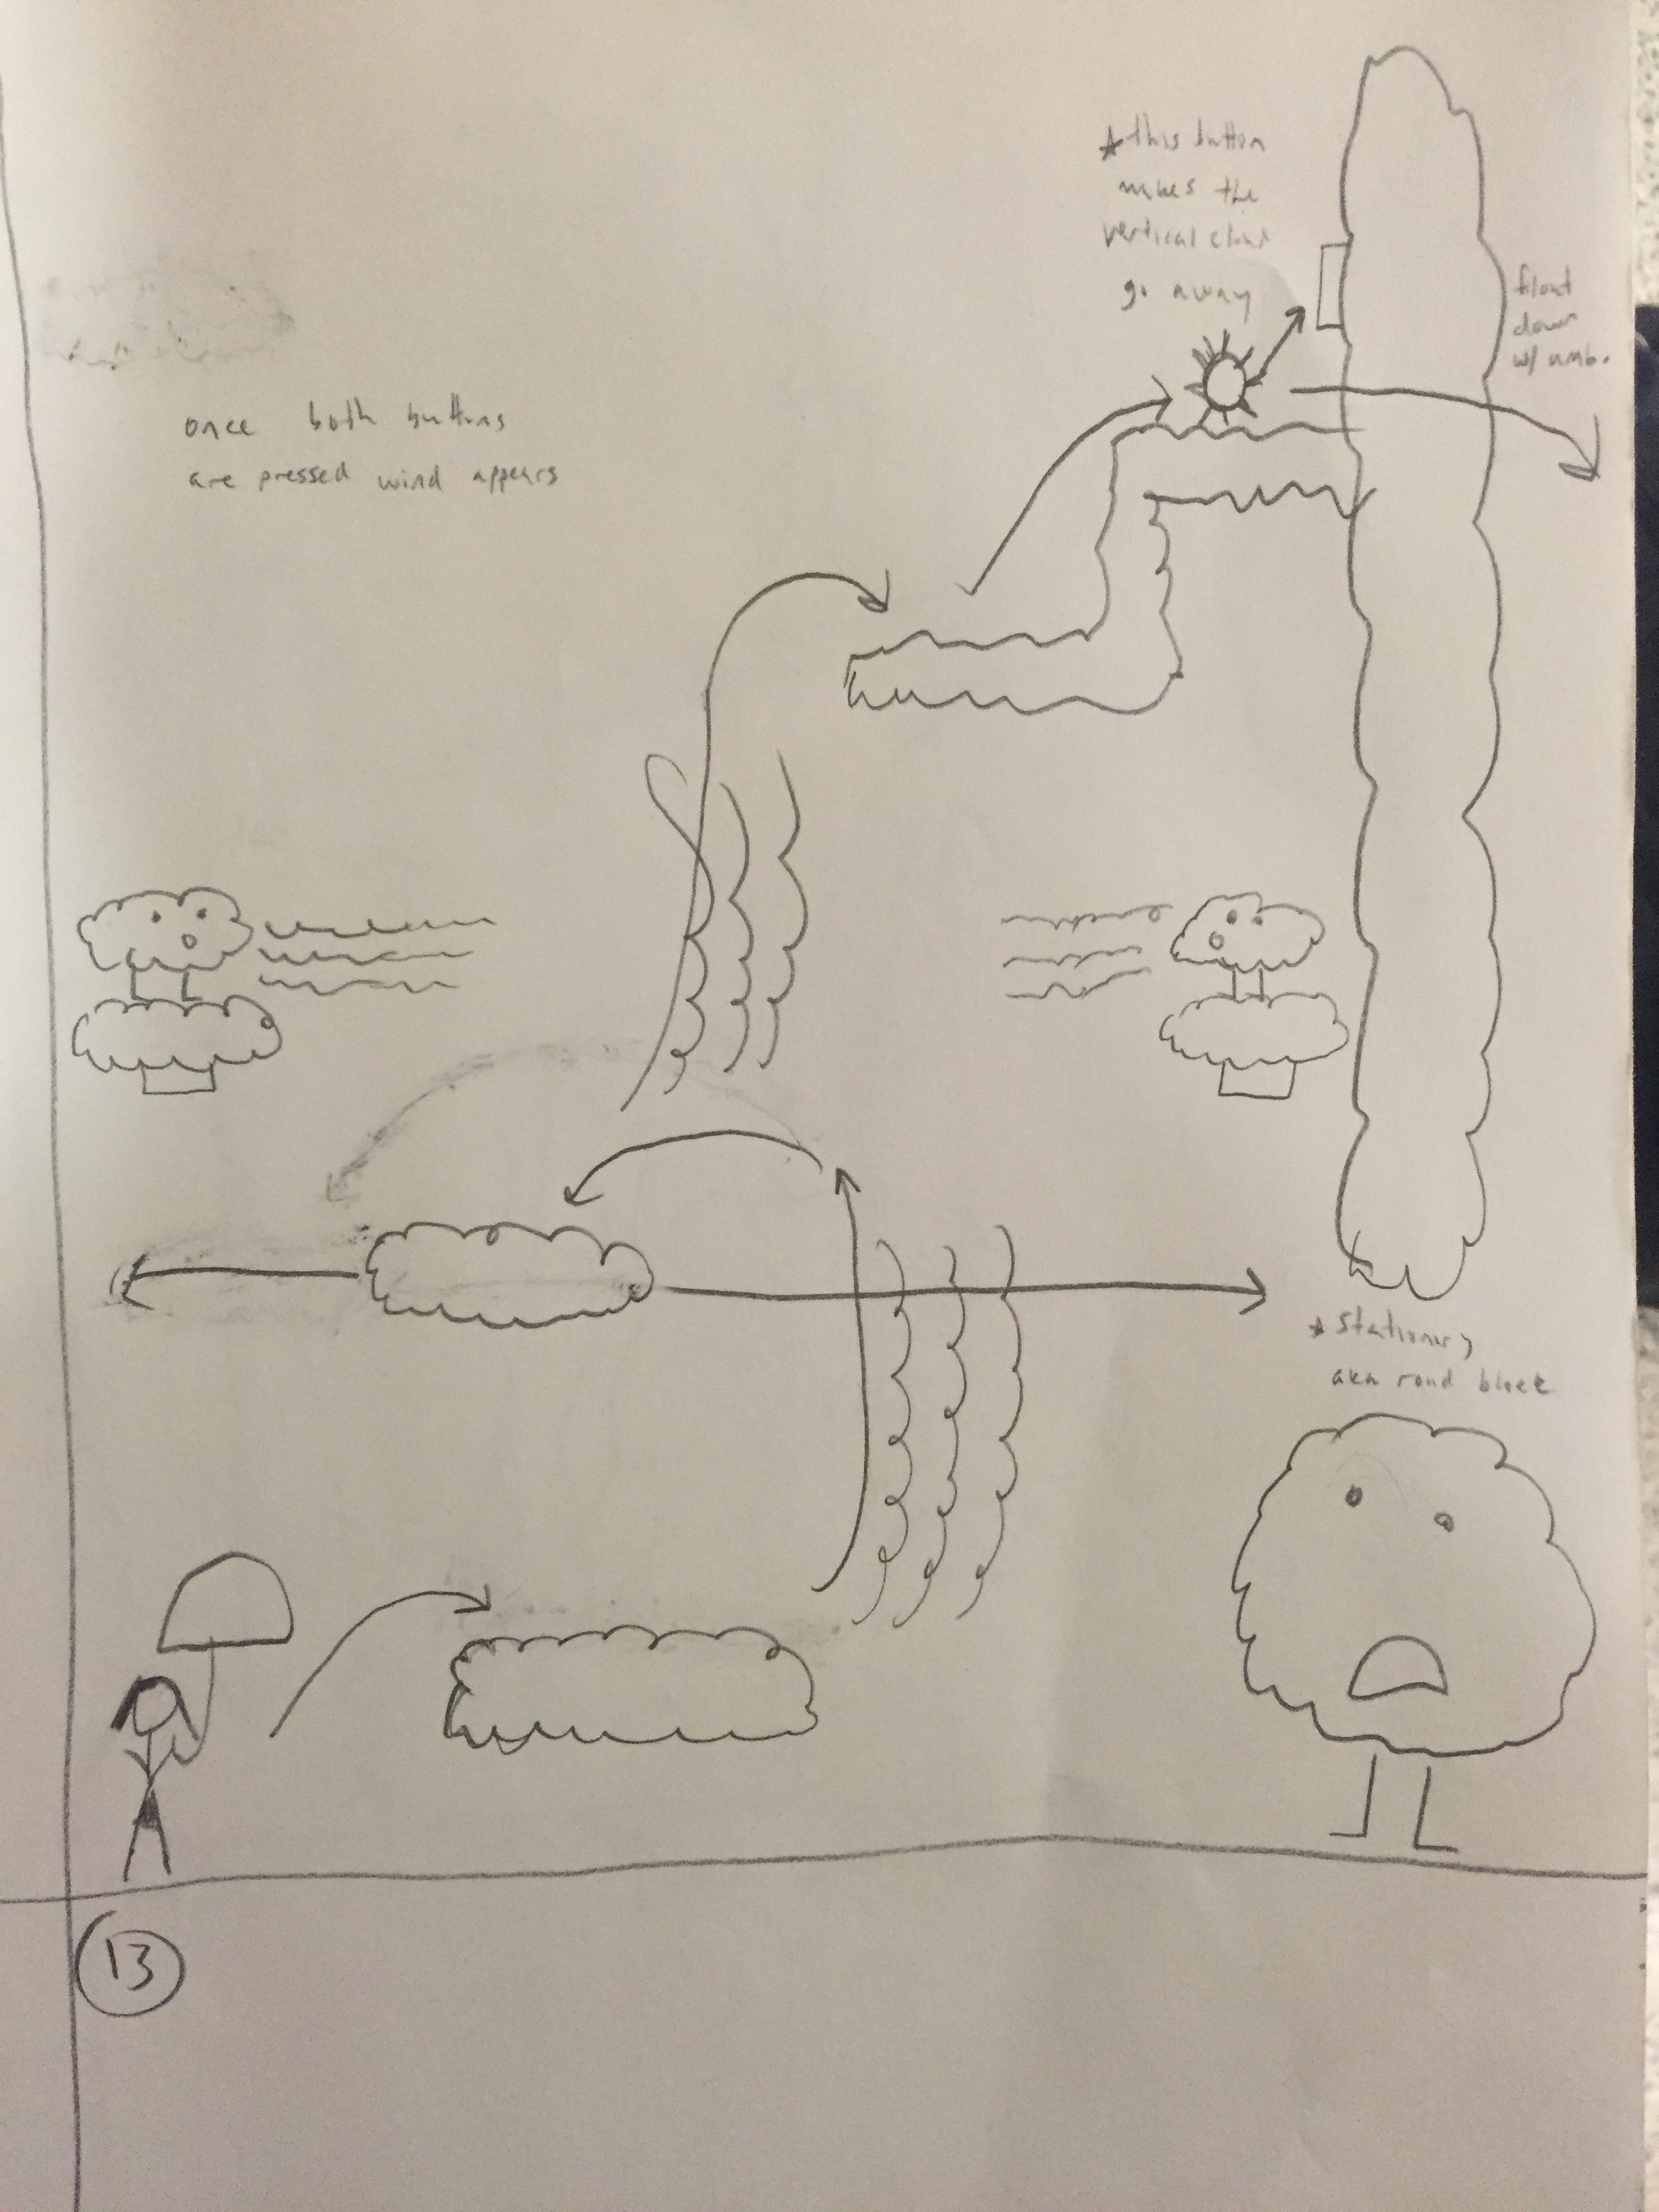 ★ this button
makes the
vertical cloud
go away
float
down
w/ umb.
once both buttons
are pressed wind appears
★ Stationary
aka road block
13